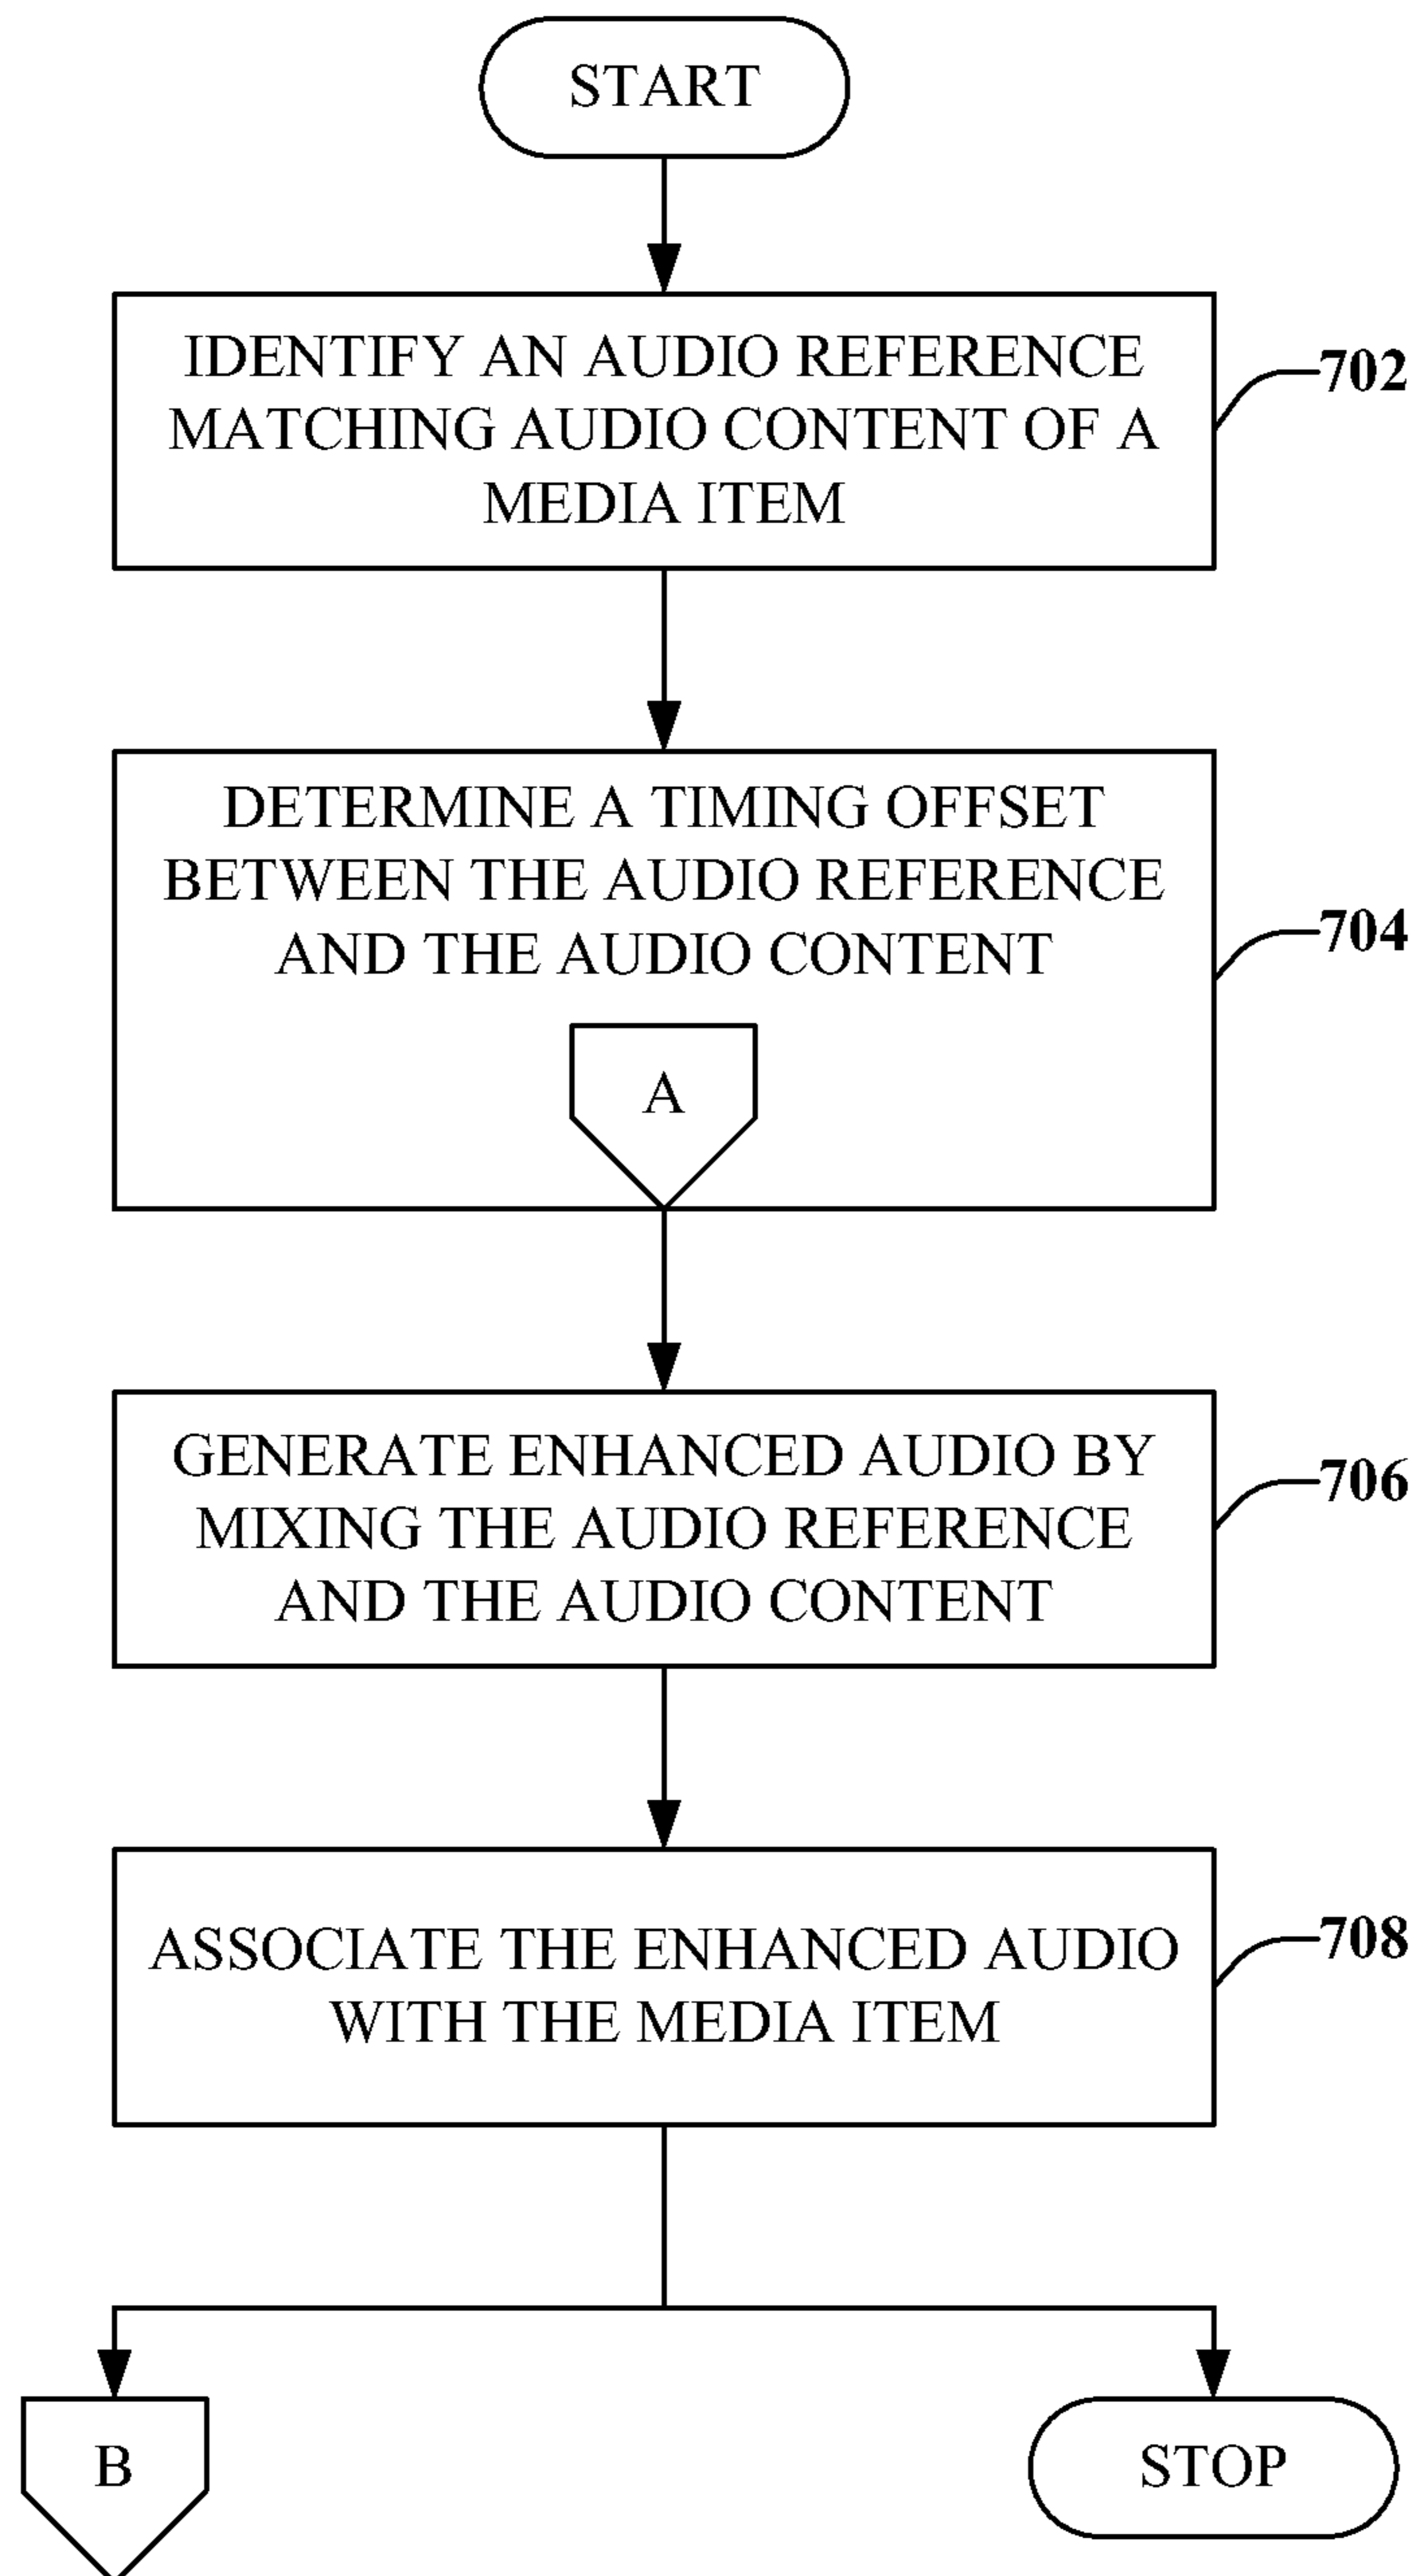 START
IDENTIFY AN AUDIO REFERENCE
MATCHING AUDIO CONTENT OF A
MEDIA ITEM
702
DETERMINE A TIMING OFFSET
BETWEEN THE AUDIO REFERENCE
AND THE AUDIO CONTENT
704
A
GENERATE ENHANCED AUDIO BY
MIXING THE AUDIO REFERENCE
AND THE AUDIO CONTENT
706
ASSOCIATE THE ENHANCED AUDIO
WITH THE MEDIA ITEM
708
B
STOP